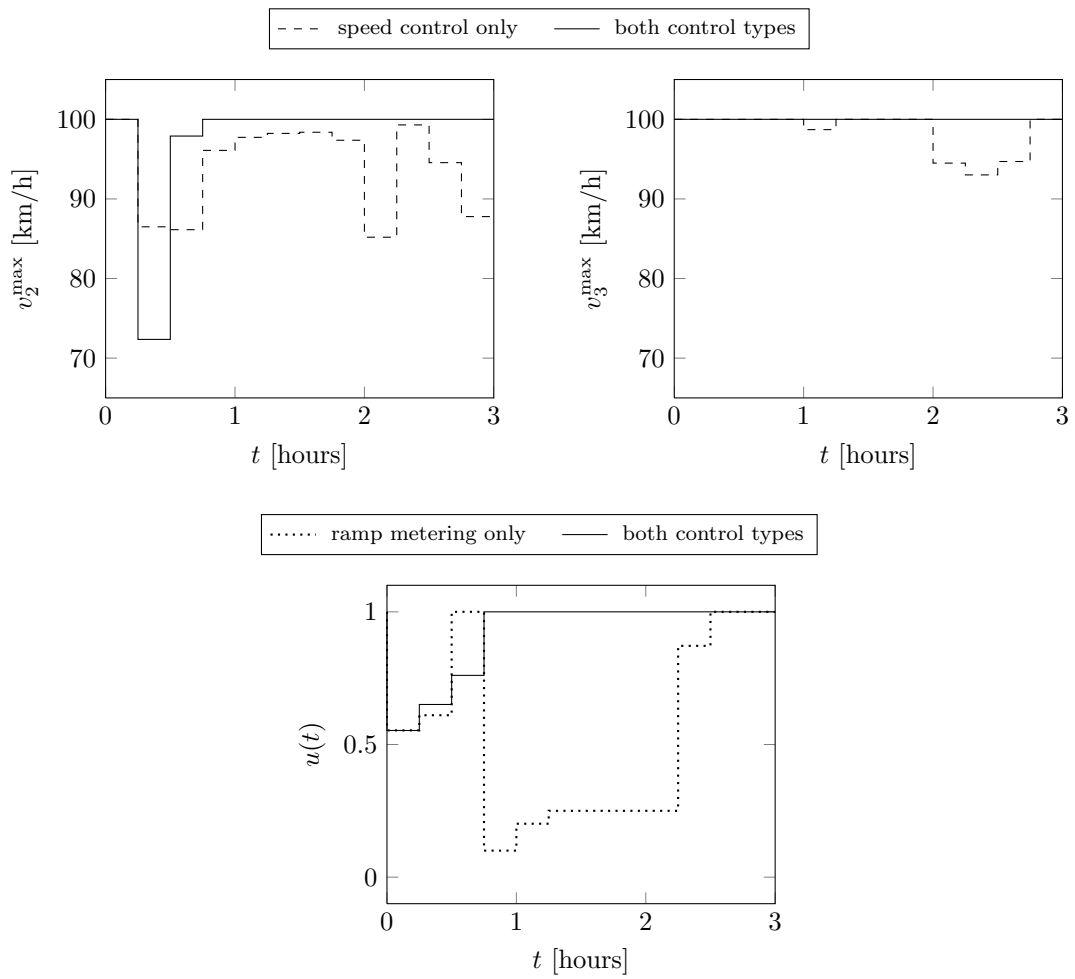 speed control only both control types
100
90
80
70
v_2^max [km/h]
0 1 2 3
t [hours]
100
90
80
70
v_3^max [km/h]
0 1 2 3
t [hours]
ramp metering only both control types
1
0.5
0
u(t)
0 1 2 3
t [hours]